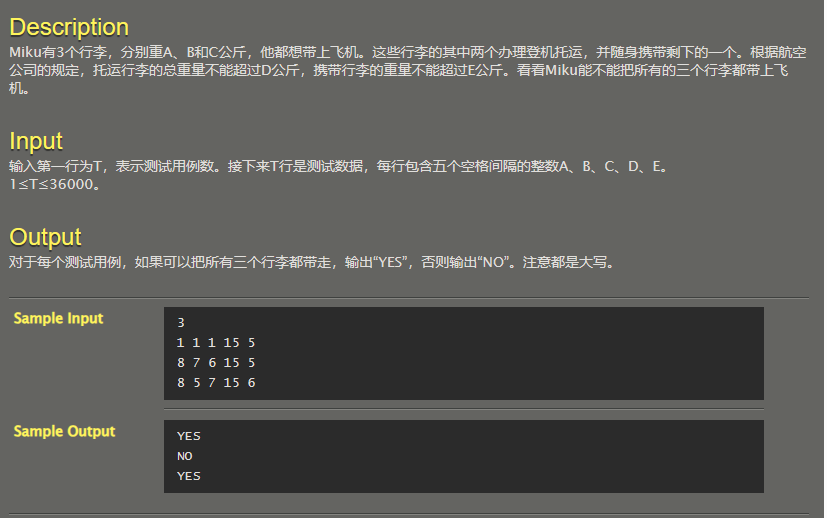 Description
Miku有3个行李，分别重A、B和C公斤，他都想带上飞机。这些行李的其中两个办理登机托运，并随身携带剩下的一个。根据航空
公司的规定，托运行李的总重量不能超过D公斤，携带行李的重量不能超过E公斤。看看Miku能不能把所有的三个行李都带上飞
机。
Input
输入第一行为T，表示测试用例数。接下来T行是测试数据，每行包含五个空格间隔的整数A、B、C、D、E。
1≤T≤36000。
Output
对于每个测试用例，如果可以把所有三个行李都带走，输出“YES”，否则输出“NO”。注意都是大写。
Sample Input
3
1 1 1 15 5
8 7 6 15 5
8 5 7 15 6
Sample Output
YES
NO
YES